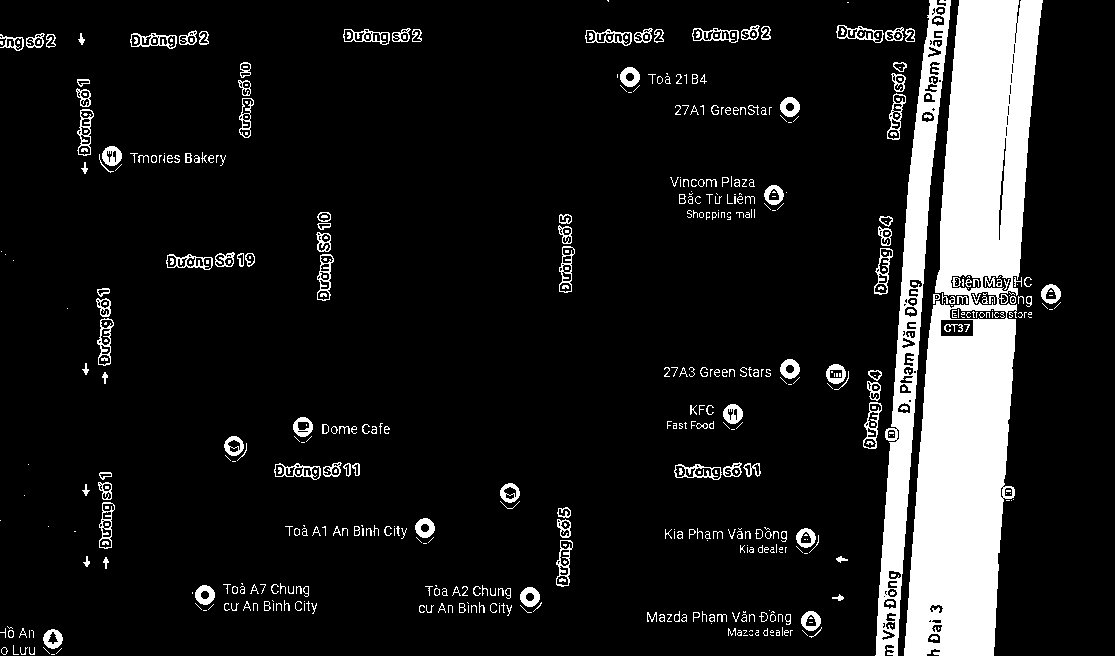 Đường số 2
Đường số 2
Đường số 2
Đường số 2
Đường số 2
Đ. Phạm Văn Đồng
Đường số 1
đường số 10
Đường số 4
Toà 21B4
27A1 GreenStar
Tmories Bakery
Vincom Plaza
Bắc Từ Liêm
Shopping mall
Đường Số 10
Đường số 5
Đường số 4
Đường Số 19
Điện Máy HC
Phạm Văn Đồng
Electronics store
CT37
Đường số 1
Đ. Phạm Văn Đồng
27A3 Green Stars
Đường số 4
KFC
Fast Food
Dome Cafe
Đường số 11
Đường số 11
Đường số 1
Toà A1 An Bình City
Đường số 5
Kia Phạm Văn Đồng
Kia dealer
Toà A7 Chung
cư An Bình City
Tòa A2 Chung
cư An Bình City
Mazda Phạm Văn Đồng
Mazda dealer
Văn Đồng
Đai 3
Hồ An
Lưu